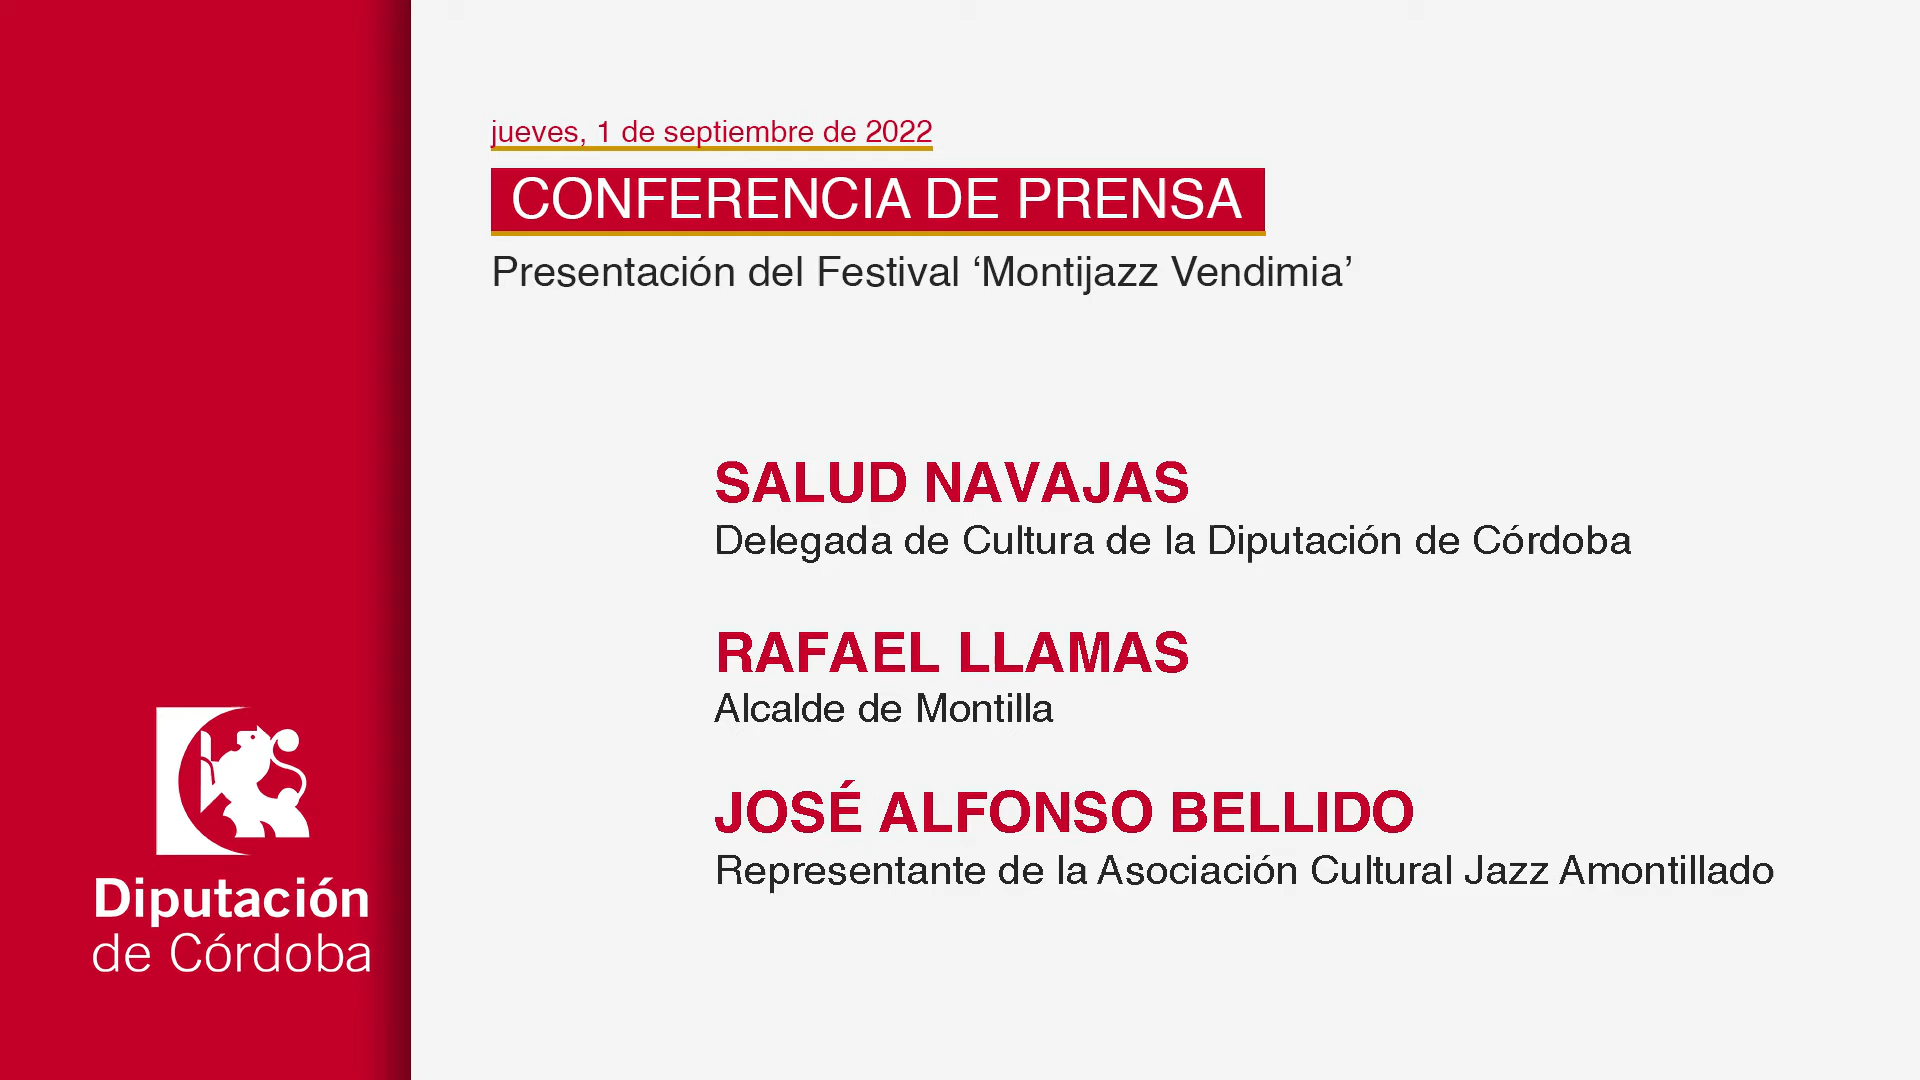 jueves, 1 de septiembre de 2022
CONFERENCIA DE PRENSA
Presentación del Festival ‘Montijazz Vendimia’
SALUD NAVAJAS
Delegada de Cultura de la Diputación de Córdoba
RAFAEL LLAMAS
Alcalde de Montilla
JOSÉ ALFONSO BELLIDO
Representante de la Asociación Cultural Jazz Amontillado
Diputación
de Córdoba